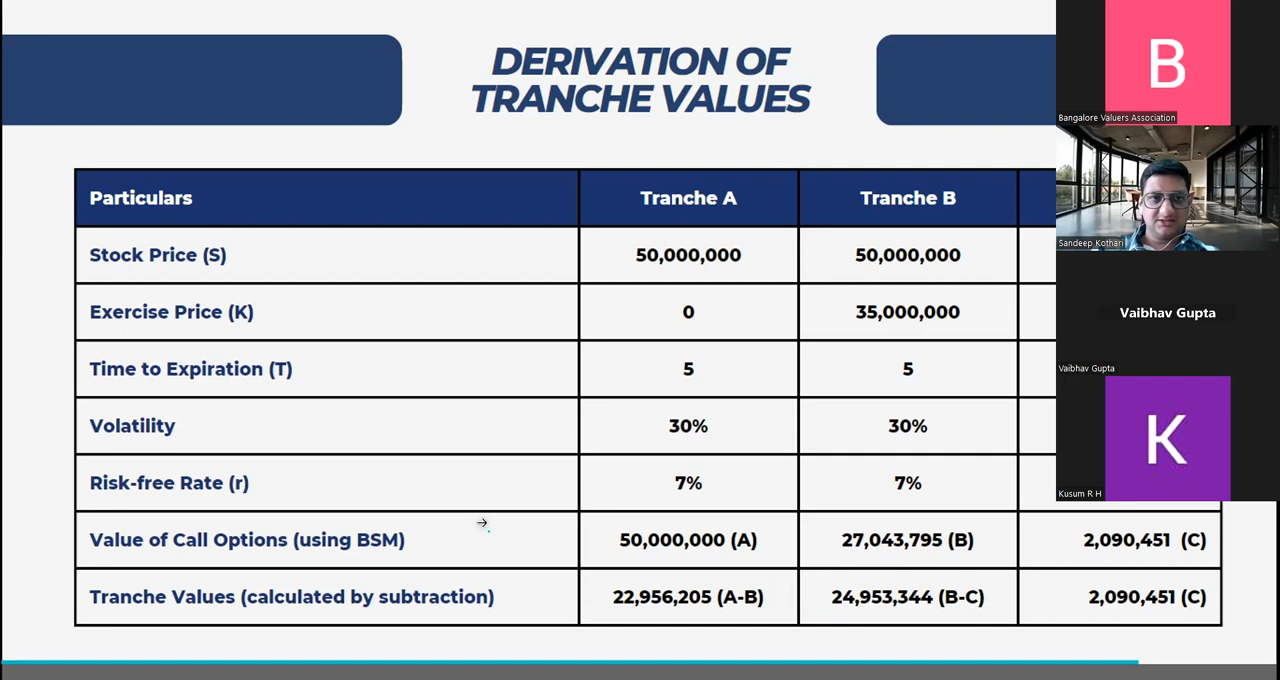 DERIVATION OF
TRANCHE VALUES
Particulars Tranche A Tranche B
Stock Price (S) 50,000,000 50,000,000
Exercise Price (K) 0 35,000,000
Time to Expiration (T) 5 5
Volatility 30% 30%
Risk-free Rate (r) 7% 7%
Value of Call Options (using BSM) 50,000,000 (A) 27,043,795 (B) 2,090,451 (C)
Tranche Values (calculated by subtraction) 22,956,205 (A-B) 24,953,344 (B-C) 2,090,451 (C)
B
Bangalore Valuers Association
Sandeep Kothari
Vaibhav Gupta
Vaibhav Gupta
K
Kusum R H